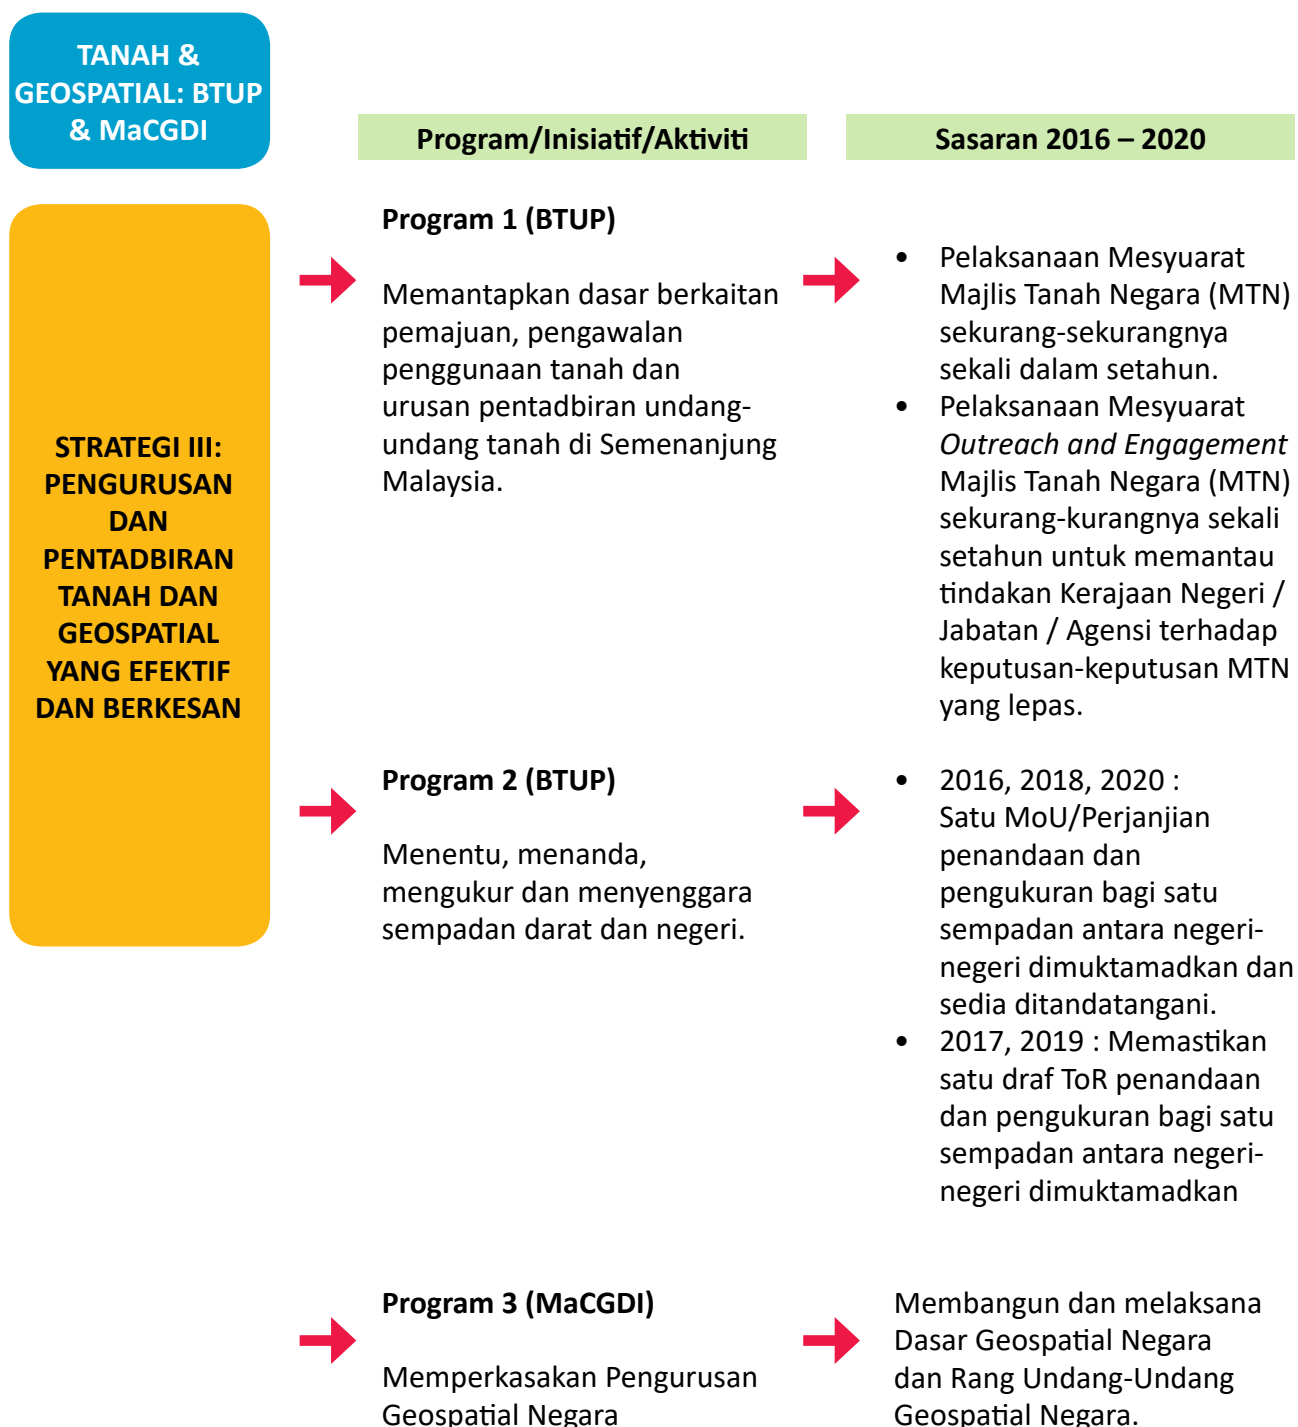 TANAH &
GEOSPATIAL: BTUP
& MaCGDI
Program/Inisiatif/Aktiviti
Sasaran 2016 – 2020
STRATEGI III:
PENGURUSAN
DAN
PENTADBIRAN
TANAH DAN
GEOSPATIAL
YANG EFEKTIF
DAN BERKESAN
Program 1 (BTUP)
Memantapkan dasar berkaitan
pemajuan, pengawalan
penggunaan tanah dan
urusan pentadbiran undang-
undang tanah di Semenanjung
Malaysia.
• Pelaksanaan Mesyuarat
Majlis Tanah Negara (MTN)
sekurang-sekurangnya
sekali dalam setahun.
• Pelaksanaan Mesyuarat
Outreach and Engagement
Majlis Tanah Negara (MTN)
sekurang-kurangnya sekali
setahun untuk memantau
tindakan Kerajaan Negeri /
Jabatan / Agensi terhadap
keputusan-keputusan MTN
yang lepas.
Program 2 (BTUP)
Menentu, menanda,
mengukur dan menyenggara
sempadan darat dan negeri.
• 2016, 2018, 2020 :
Satu MoU/Perjanjian
penandaan dan
pengukuran bagi satu
sempadan antara negeri-
negeri dimuktamadkan dan
sedia ditandatangani.
• 2017, 2019 : Memastikan
satu draf ToR penandaan
dan pengukuran bagi satu
sempadan antara negeri-
negeri dimuktamadkan
Program 3 (MaCGDI)
Memperkasakan Pengurusan
Geospatial Negara
Membangun dan melaksana
Dasar Geospatial Negara
dan Rang Undang-Undang
Geospatial Negara.